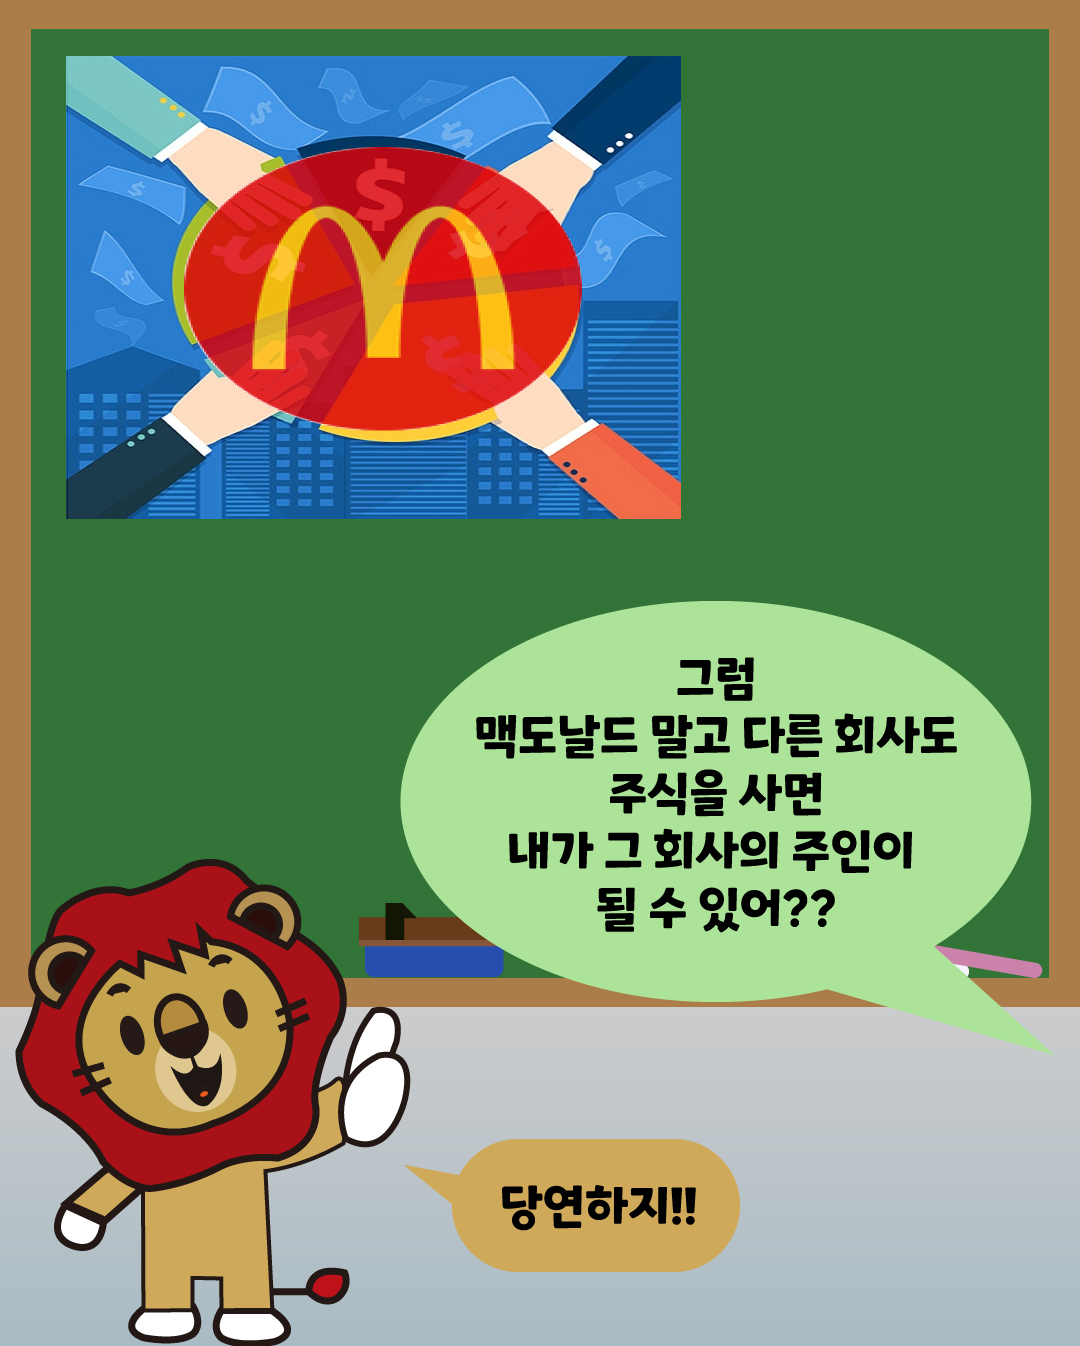 그럼
맥도날드 말고 다른 회사도
주식을 사면
내가 그 회사의 주인이
될 수 있어??
당연하지!!